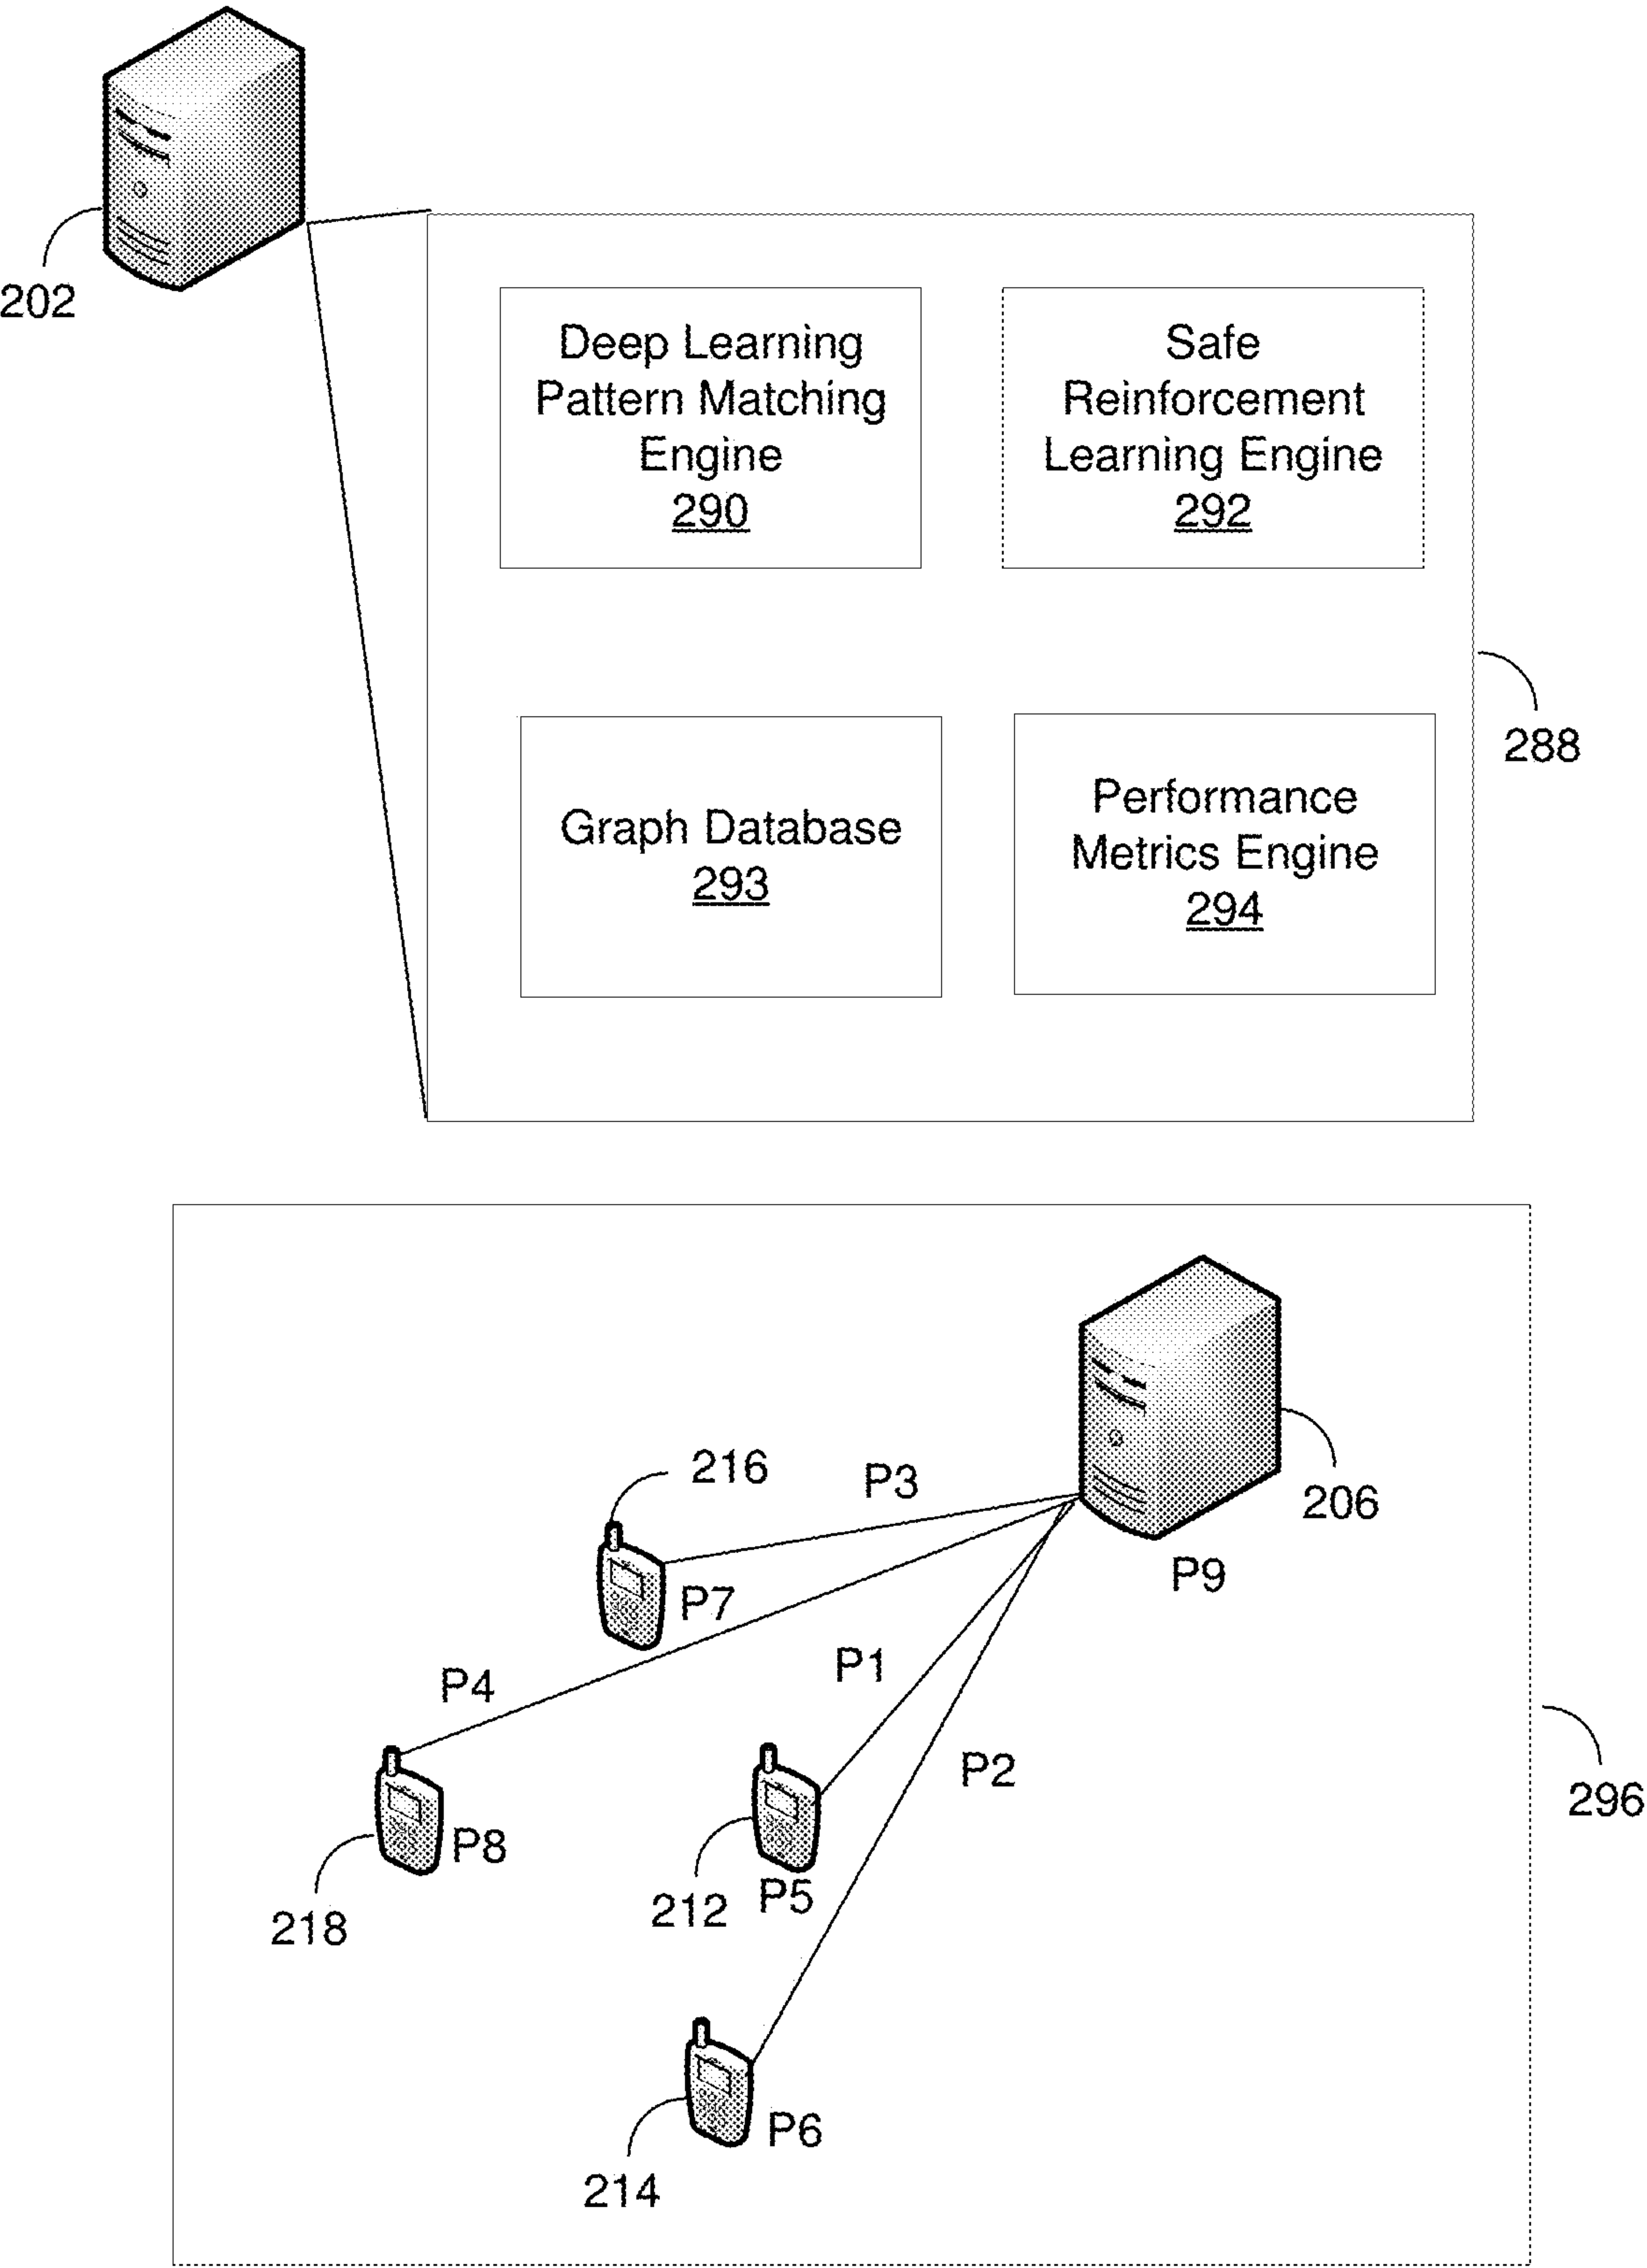 202
Deep Learning
Pattern Matching
Engine
290
Safe
Reinforcement
Learning Engine
292
288
Graph Database
293
Performance
Metrics Engine
294
216
P3
206
P7
P9
P4
P1
P2
296
P8
218
212
P5
P6
214